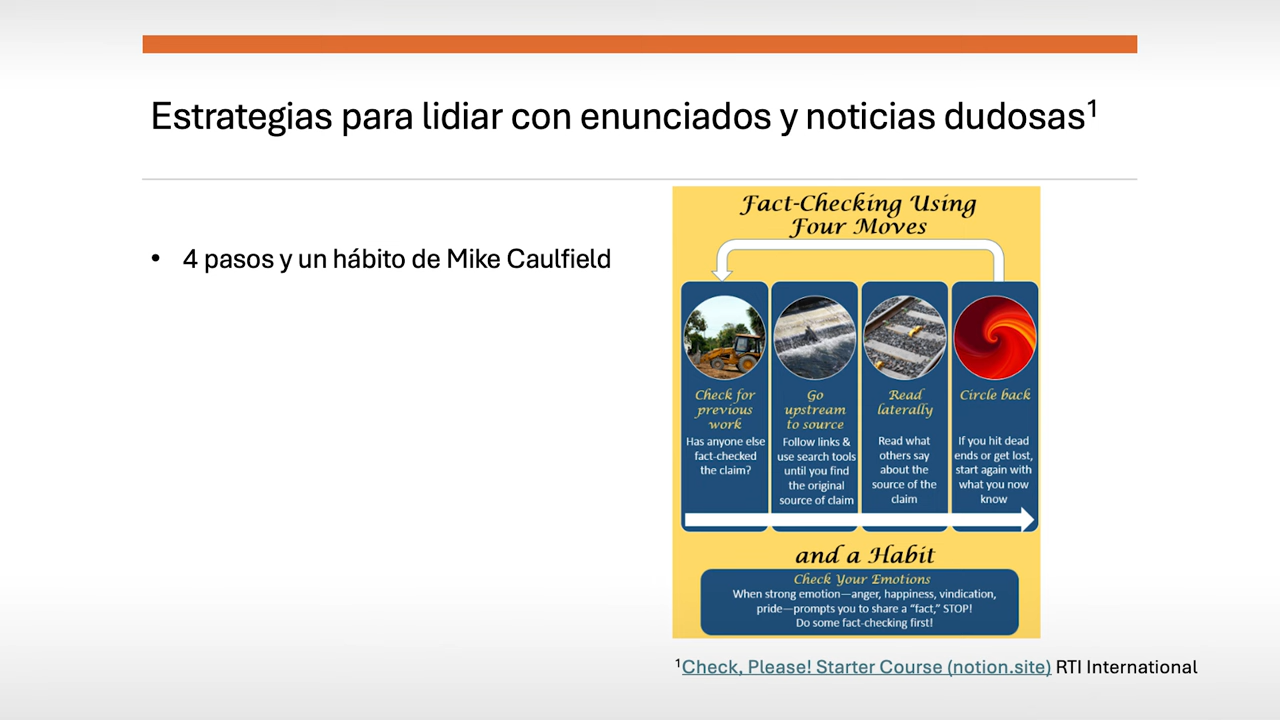 Estrategias para lidiar con enunciados y noticias dudosas¹
• 4 pasos y un hábito de Mike Caulfield
Fact-Checking Using
Four Moves
Check for
previous
work
Has anyone else
fact-checked
the claim?
Go
upstream
to source
Follow links &
use search tools
until you find
the original
source of claim
Read
laterally
Read what
others say
about the
source of the
claim
Circle back
If you hit dead
ends or get lost,
start again with
what you now
know
and a Habit
Check Your Emotions
When strong emotion—anger, happiness, vindication,
pride—prompts you to share a “fact,” STOP!
Do some fact-checking first!
¹Check, Please! Starter Course (notion.site) RTI International